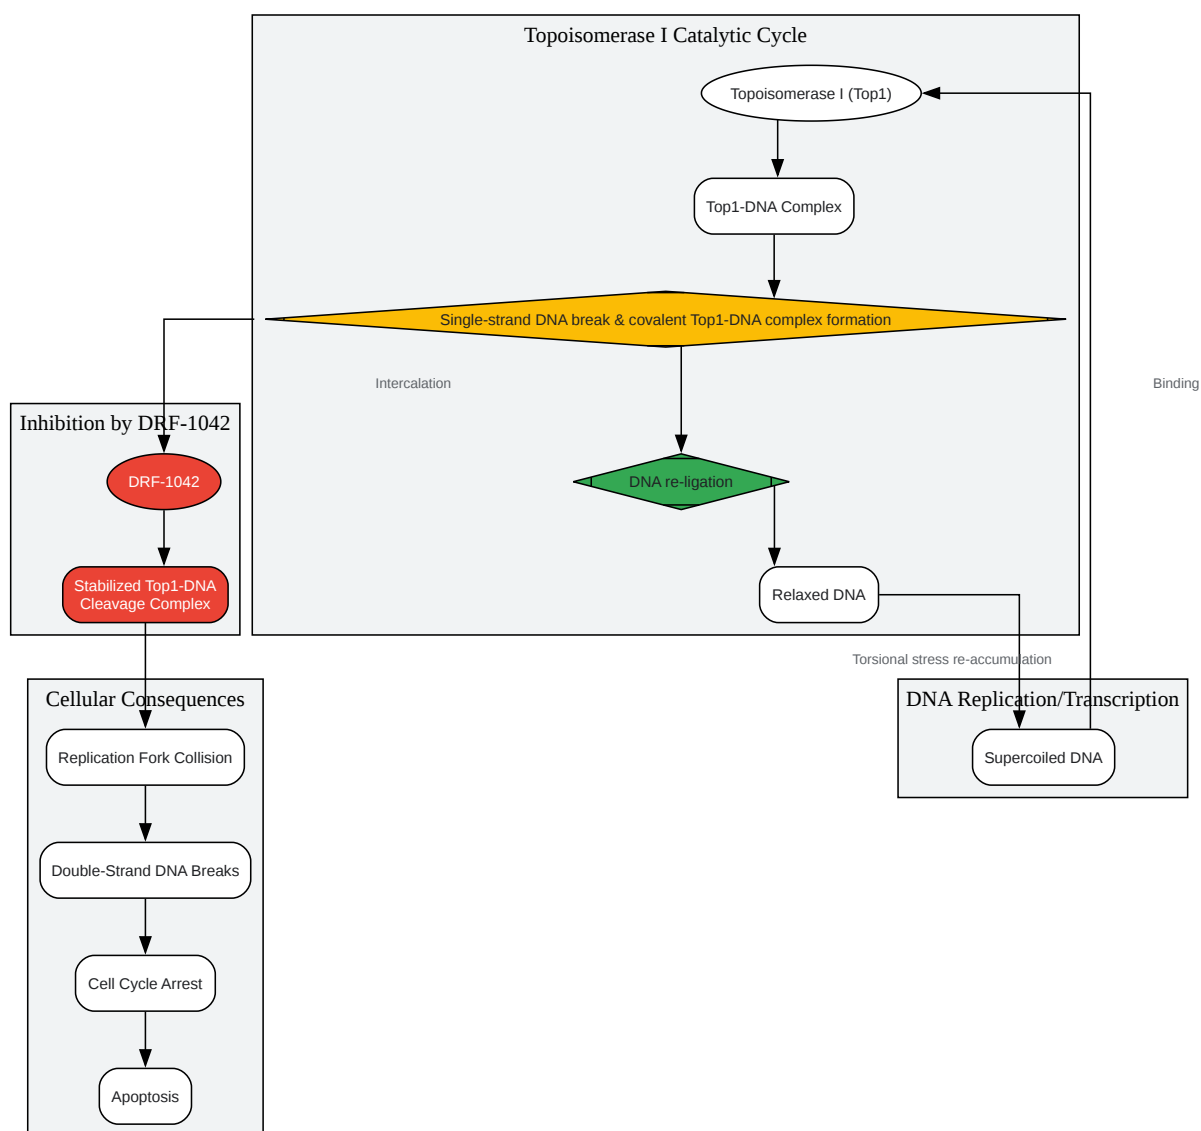 Topoisomerase I Catalytic Cycle
Topoisomerase I (Top1)
Top1-DNA Complex
Single-strand DNA break & covalent Top1-DNA complex formation
Intercalation
Binding
Inhibition by DRF-1042
DRF-1042
DNA re-ligation
Stabilized Top1-DNA
Cleavage Complex
Relaxed DNA
Torsional stress re-accumulation
Cellular Consequences
DNA Replication/Transcription
Replication Fork Collision
Supercoiled DNA
Double-Strand DNA Breaks
Cell Cycle Arrest
Apoptosis